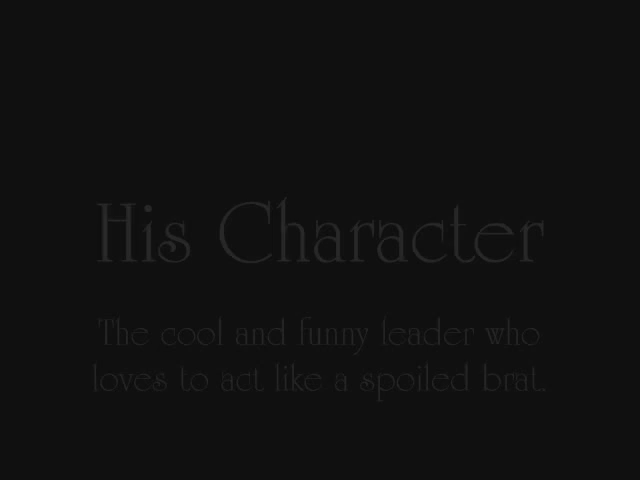 His Character
The cool and funny leader who
loves to act like a spoiled brat.